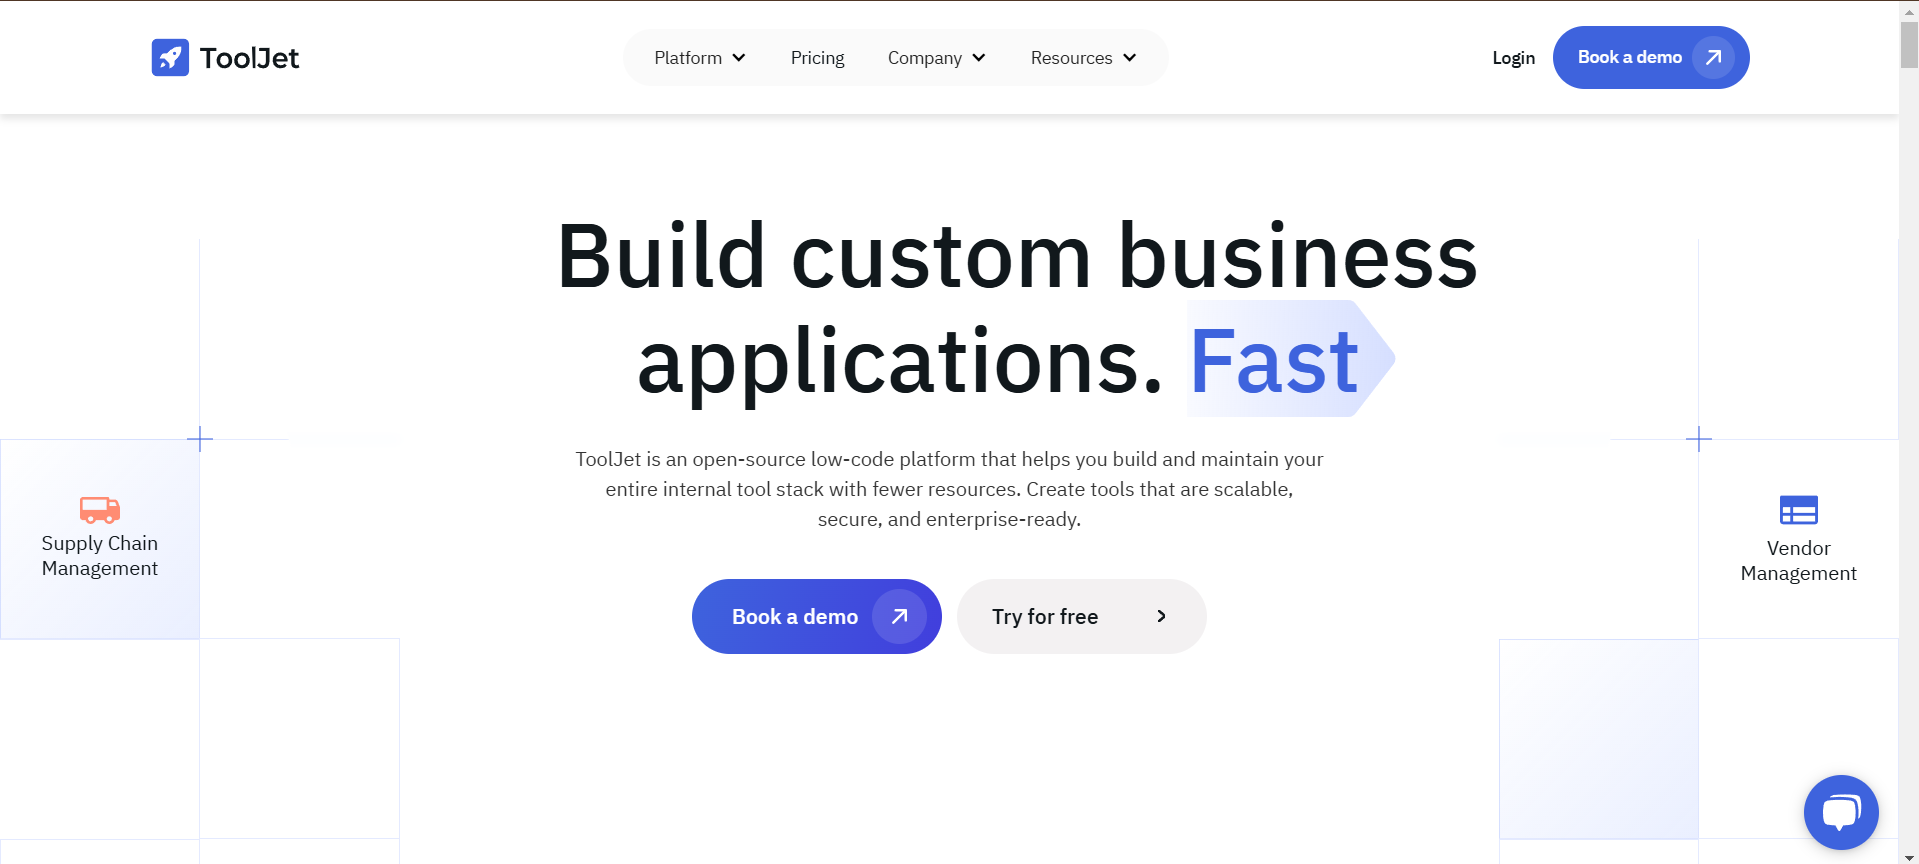 ToolJet
Platform
Pricing
Company
Resources
Login
Book a demo
Build custom business
applications. Fast
ToolJet is an open-source low-code platform that helps you build and maintain your
entire internal tool stack with fewer resources. Create tools that are scalable,
secure, and enterprise-ready.
Book a demo
Try for free
Supply Chain
Management
Vendor
Management